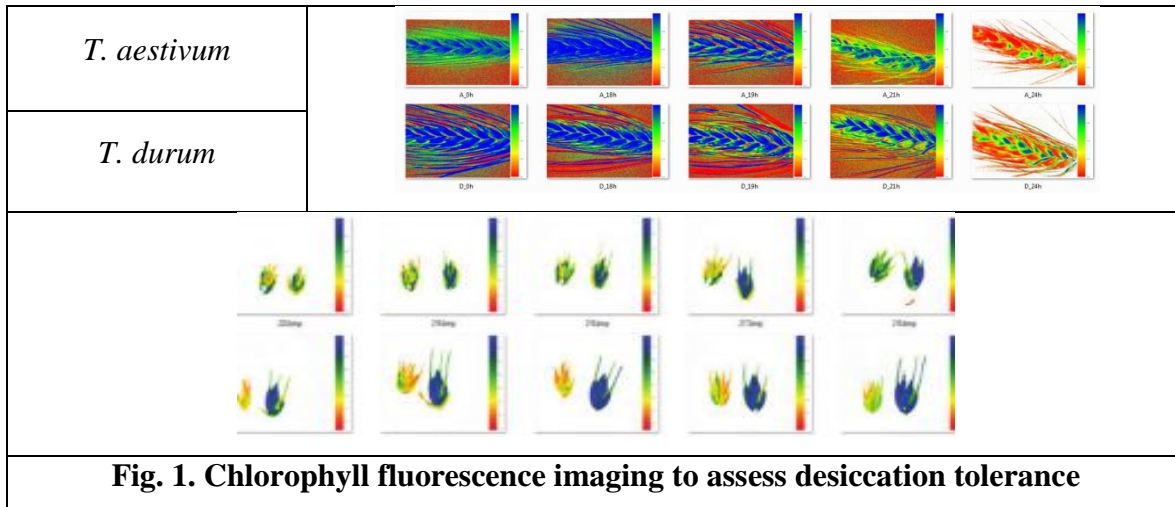 T. aestivum
A_0h A_18h A_19h A_21h A_24h
T. durum
D_0h D_18h D_19h D_21h D_24h
Fig. 1. Chlorophyll fluorescence imaging to assess desiccation tolerance